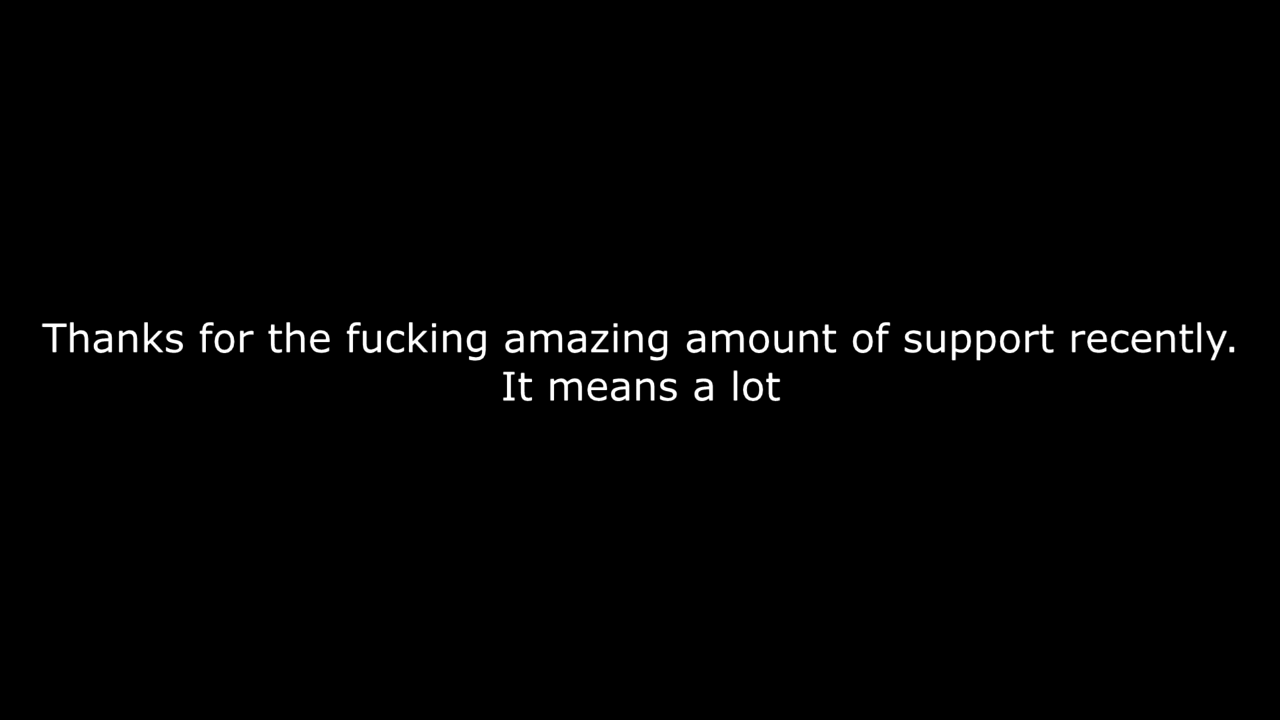 Thanks for the fucking amazing amount of support recently.
It means a lot